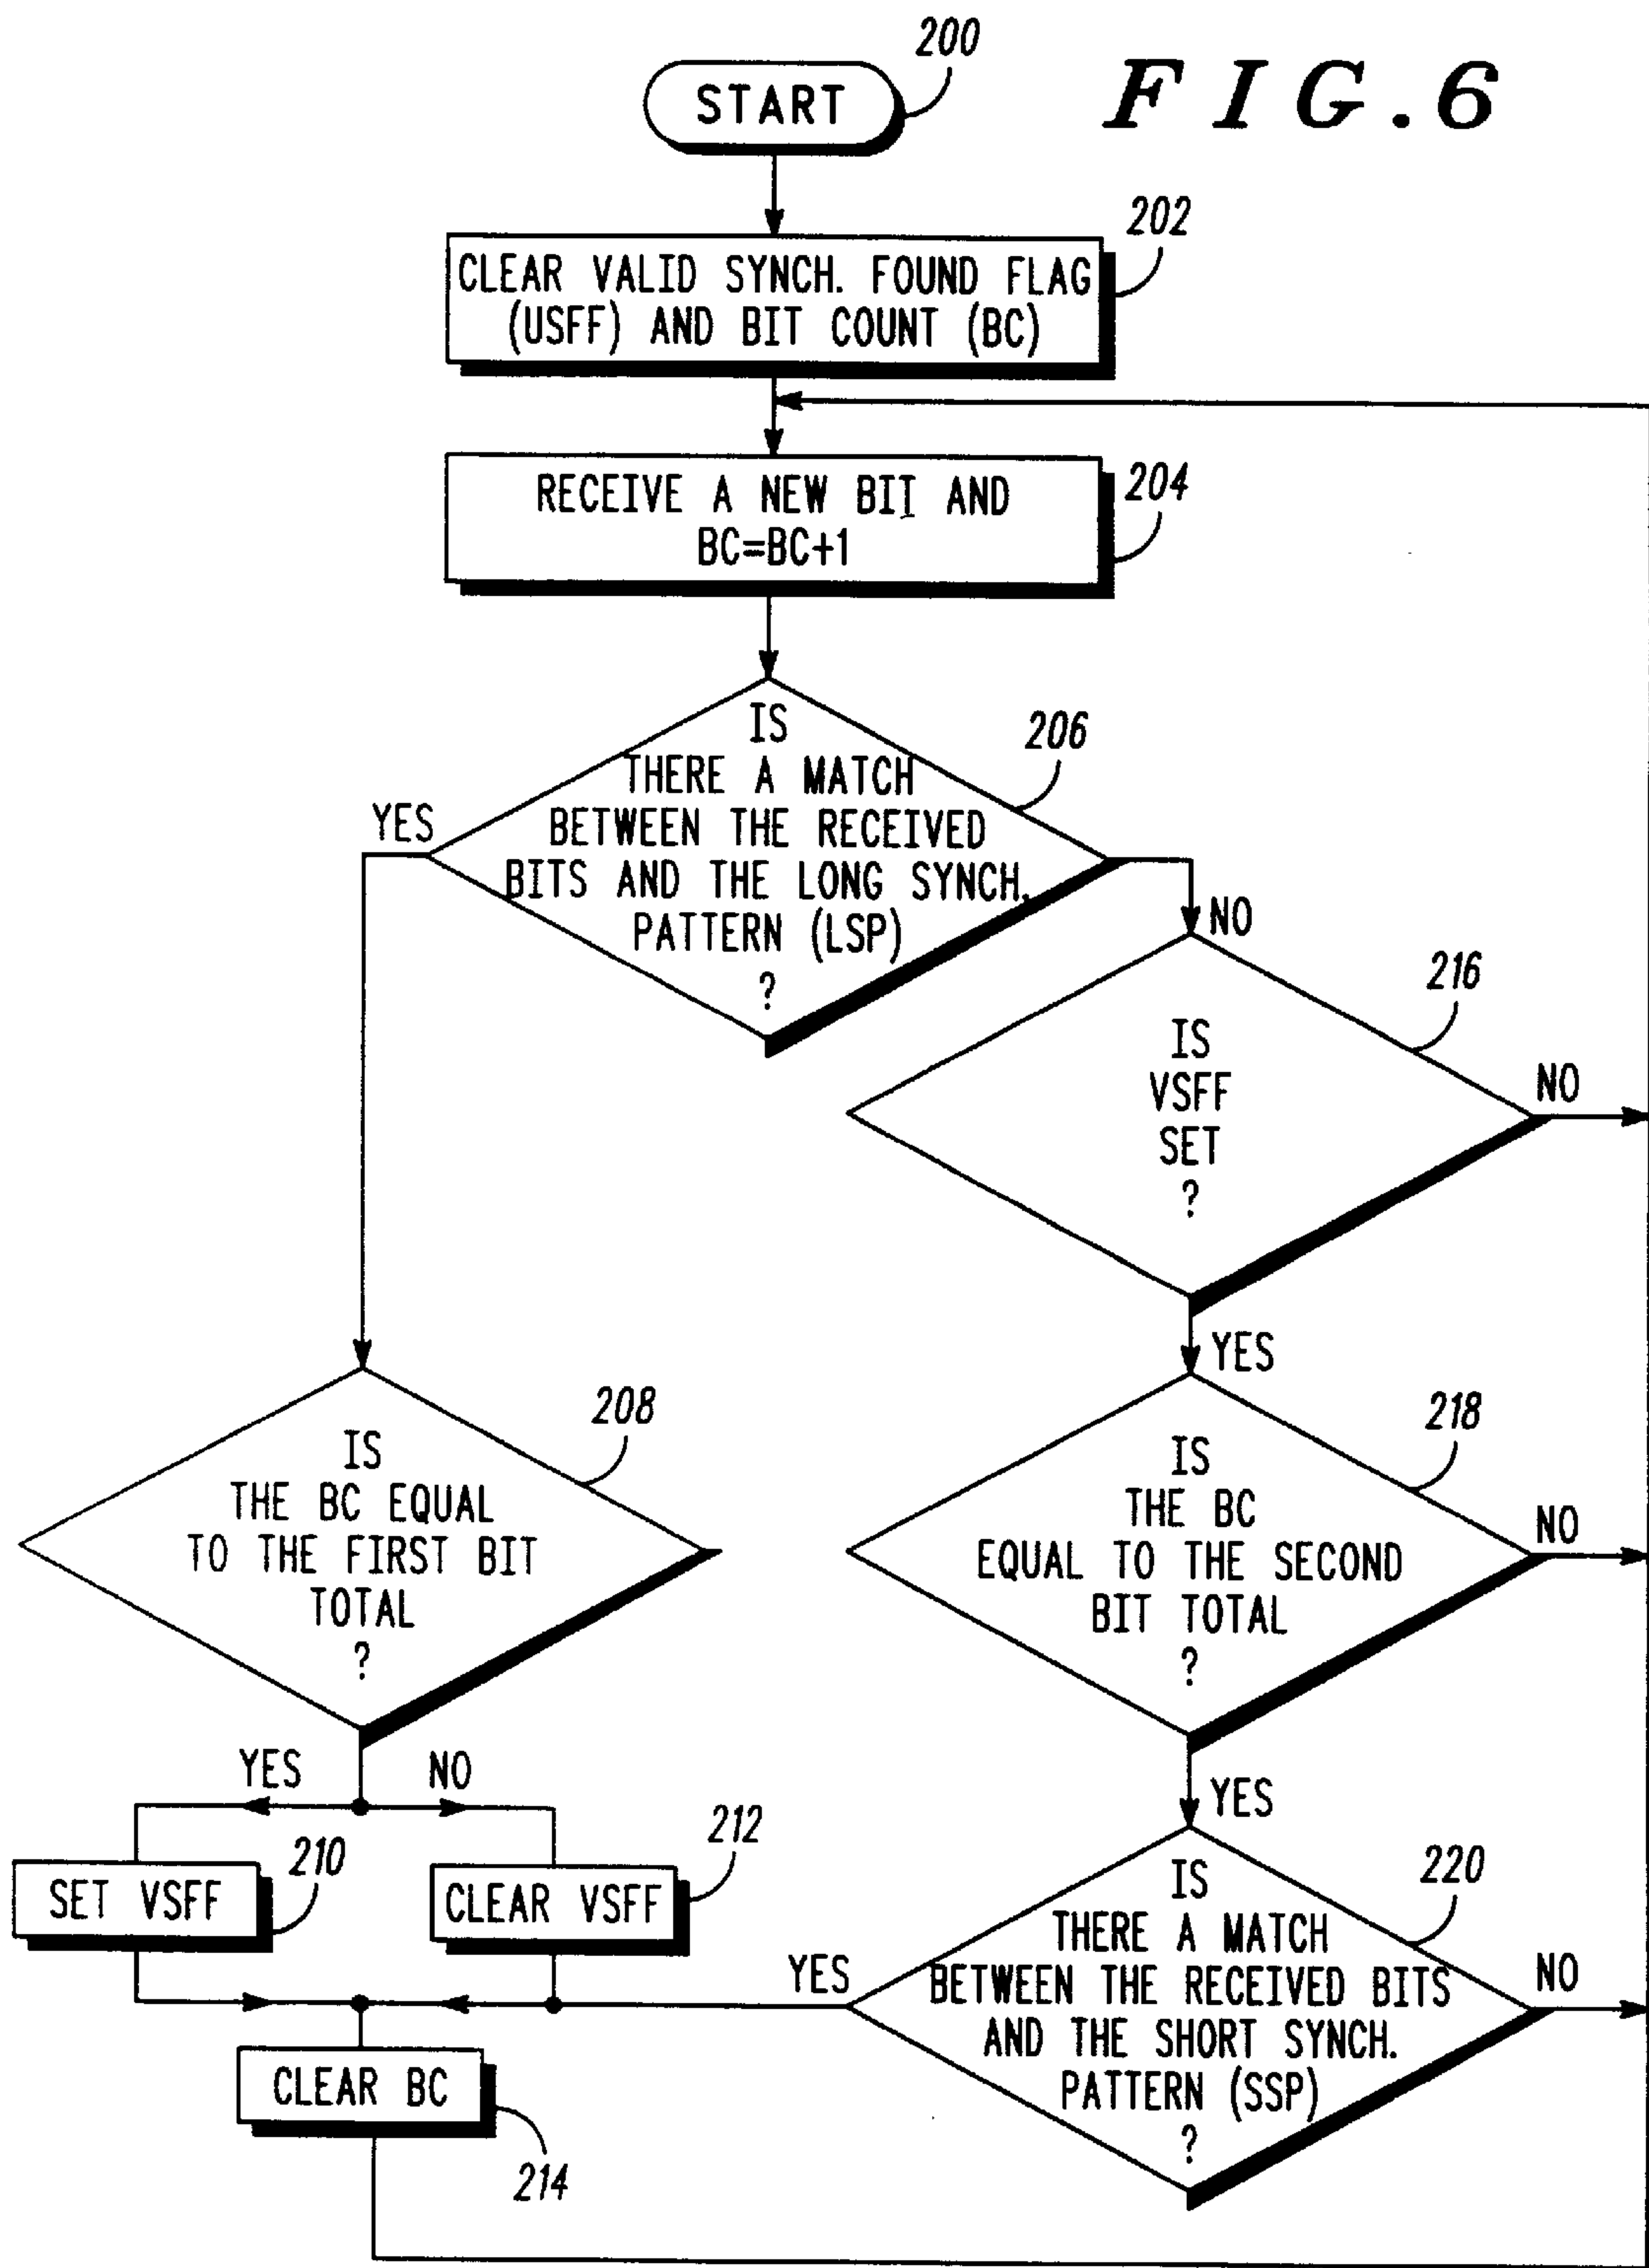 200
START
F I G . 6
202
CLEAR VALID SYNCH. FOUND FLAG
(USFF) AND BIT COUNT (BC)
204
RECEIVE A NEW BIT AND
BC=BC+1
206
IS
THERE A MATCH
BETWEEN THE RECEIVED
BITS AND THE LONG SYNCH.
PATTERN (LSP)
?
YES
NO
216
IS
VSFF
SET
?
NO
YES
208
IS
THE BC EQUAL
TO THE FIRST BIT
TOTAL
?
218
IS
THE BC
EQUAL TO THE SECOND
BIT TOTAL
?
NO
YES
YES
NO
210
SET VSFF
212
CLEAR VSFF
220
IS
THERE A MATCH
BETWEEN THE RECEIVED BITS
AND THE SHORT SYNCH.
PATTERN (SSP)
?
YES
NO
CLEAR BC
214